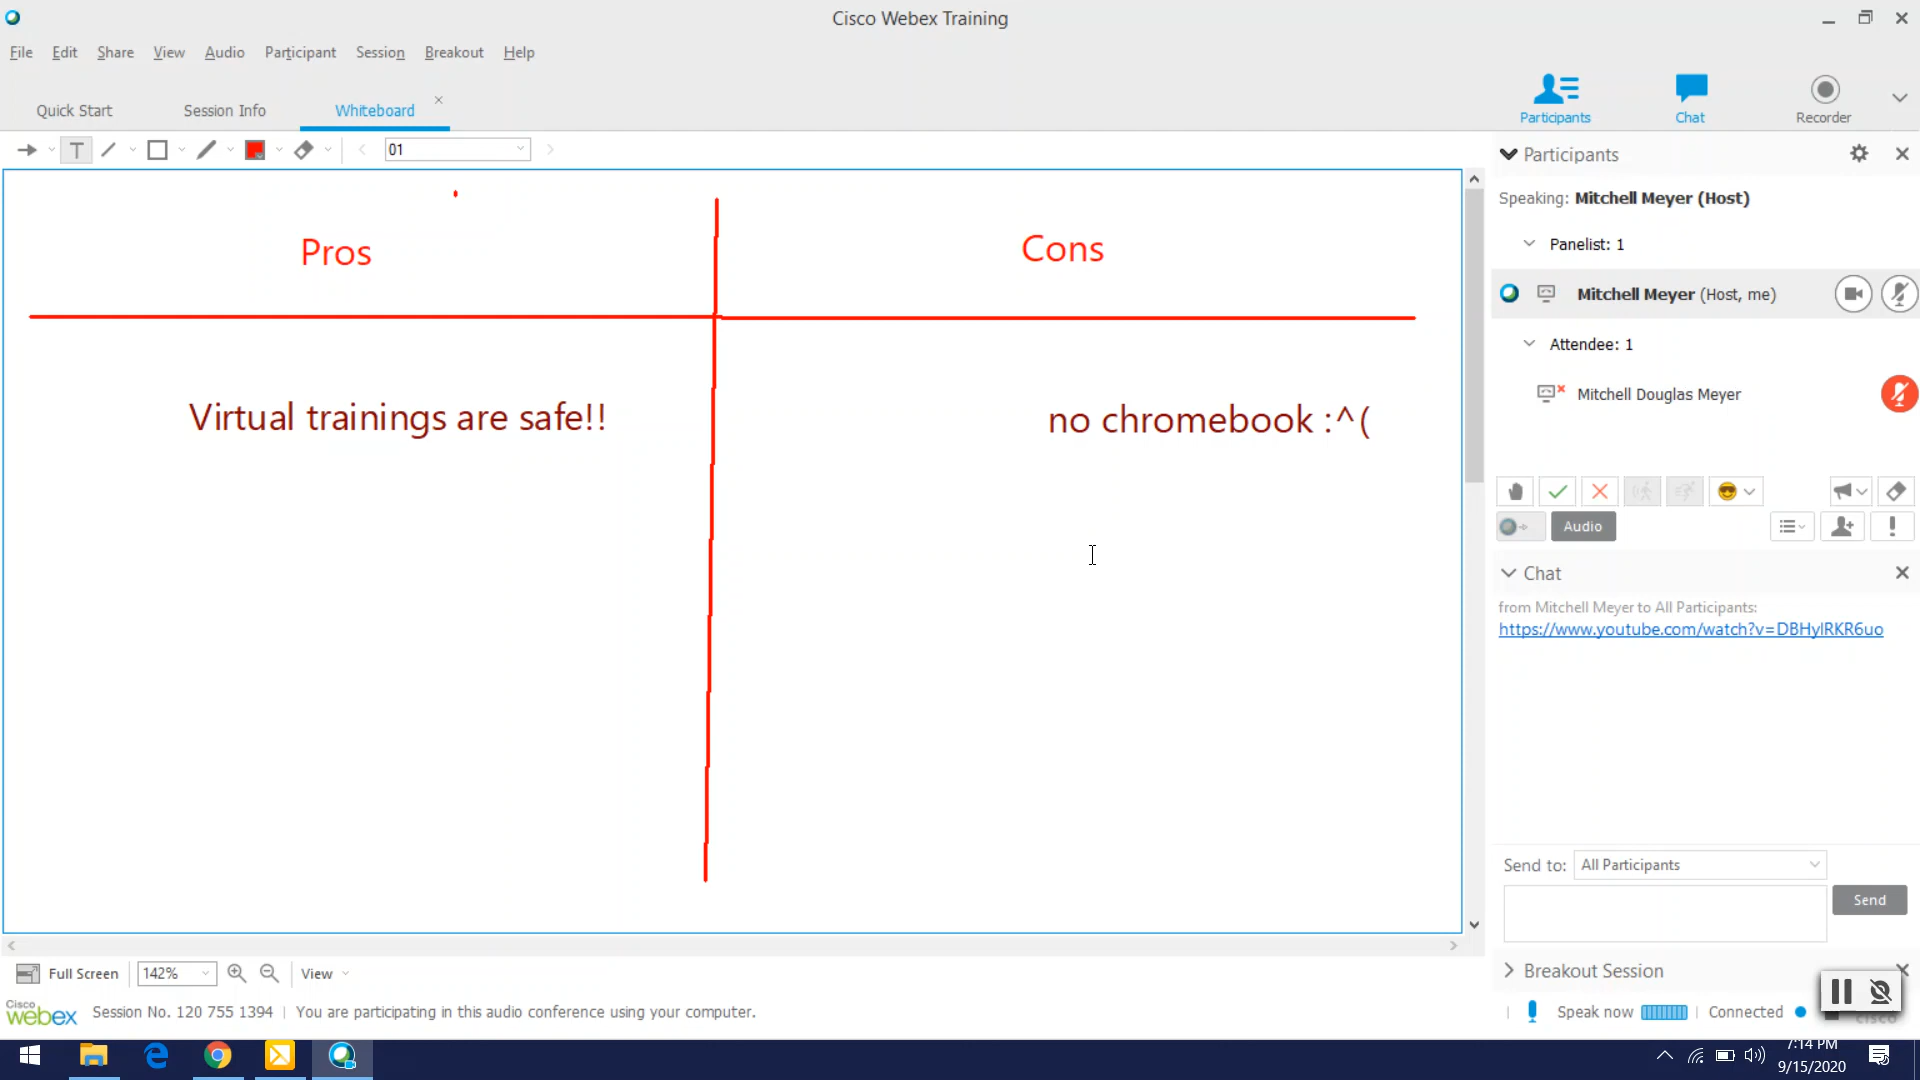 Cisco Webex Training
File Edit Share View Audio Participant Session Breakout Help
Quick Start Session Info Whiteboard
Participants Chat Recorder
T 01
Participants
Speaking: Mitchell Meyer (Host)
Panelist: 1
Mitchell Meyer (Host, me)
Attendee: 1
Mitchell Douglas Meyer
Audio
Pros
Cons
Virtual trainings are safe!!
no chromebook :^(
Chat
from Mitchell Meyer to All Participants:
https://www.youtube.com/watch?v=DBHylRKR6uo
Send to: All Participants
Send
Breakout Session
Full Screen 142% View
Cisco webex Session No. 120 755 1394 | You are participating in this audio conference using your computer.
Speak now Connected
cisco
7:14 PM
9/15/2020